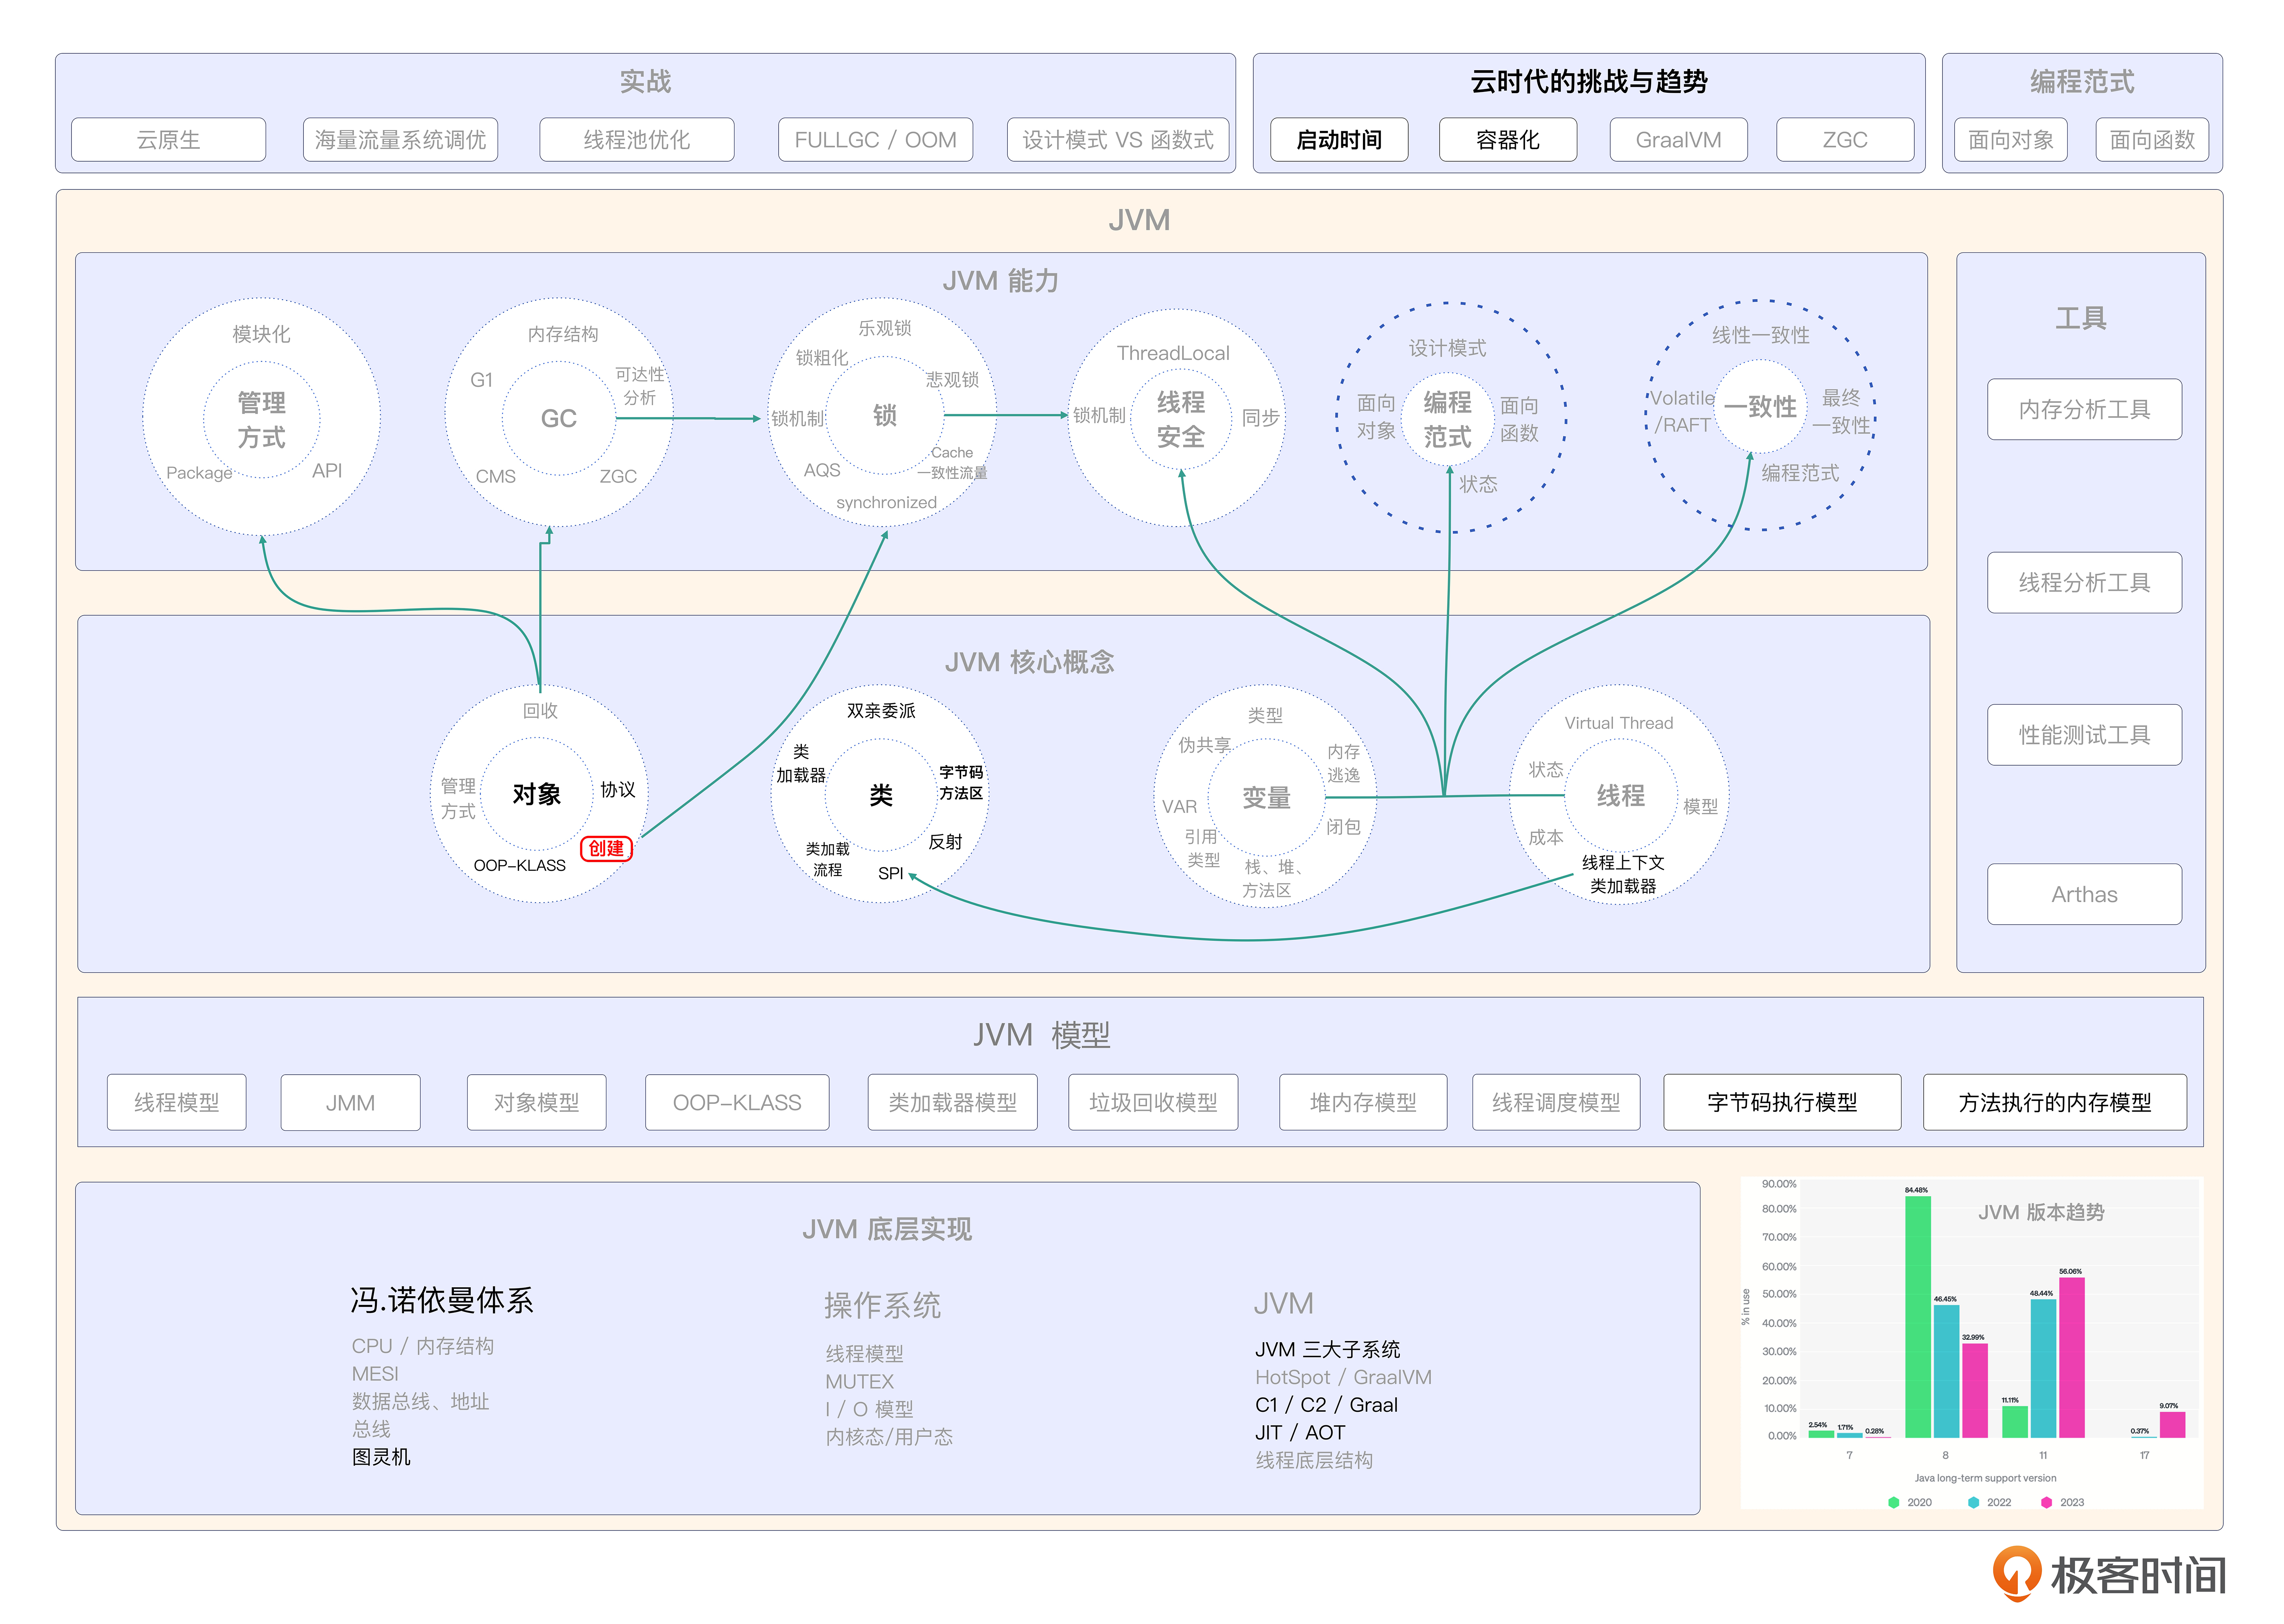 实战
云原生
海量流量系统调优
线程池优化
FULLGC / OOM
设计模式 VS 函数式
云时代的挑战与趋势
启动时间
容器化
GraalVM
ZGC
编程范式
面向对象
面向函数
JVM
JVM 能力
模块化
管理
方式
Package
API
内存结构
G1
可达性
分析
GC
CMS
ZGC
乐观锁
锁粗化
悲观锁
锁机制
锁
AQS
Cache
一致性流量
synchronized
ThreadLocal
锁机制
线程
安全
同步
设计模式
面向
对象
编程
范式
面向
函数
状态
线性一致性
Volatile
/RAFT
一致性
最终
一致性
编程范式
工具
内存分析工具
线程分析工具
性能测试工具
Arthas
JVM 核心概念
回收
管理
方式
对象
协议
创建
OOP-KLASS
双亲委派
类
加载器
类
字节码
方法区
类加载
流程
SPI
反射
类型
伪共享
内存
逃逸
VAR
变量
引用
类型
闭包
栈、堆、
方法区
Virtual Thread
状态
线程
模型
成本
线程上下文
类加载器
JVM 模型
线程模型
JMM
对象模型
OOP-KLASS
类加载器模型
垃圾回收模型
堆内存模型
线程调度模型
字节码执行模型
方法执行的内存模型
JVM 底层实现
冯.诺依曼体系
CPU / 内存结构
MESI
数据总线、地址
总线
图灵机
操作系统
线程模型
MUTEX
I / O 模型
内核态/用户态
JVM
JVM 三大子系统
HotSpot / GraalVM
C1 / C2 / Graal
JIT / AOT
线程底层结构
JVM 版本趋势
% in use
90.00%
80.00%
70.00%
60.00%
50.00%
40.00%
30.00%
20.00%
10.00%
0.00%
2.54%
1.71%
0.28%
84.48%
46.45%
32.99%
11.11%
48.44%
56.06%
0.37%
9.07%
7
8
11
17
Java long-term support version
2020
2022
2023
极客时间